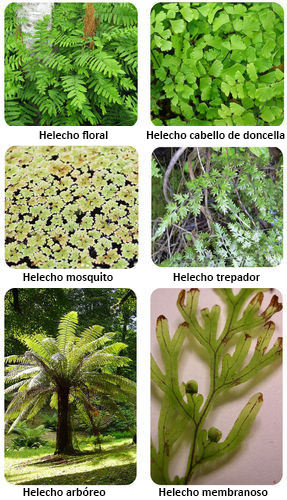 Helecho floral
Helecho cabello de doncella
Helecho mosquito
Helecho trepador
Helecho arbóreo
Helecho membranoso